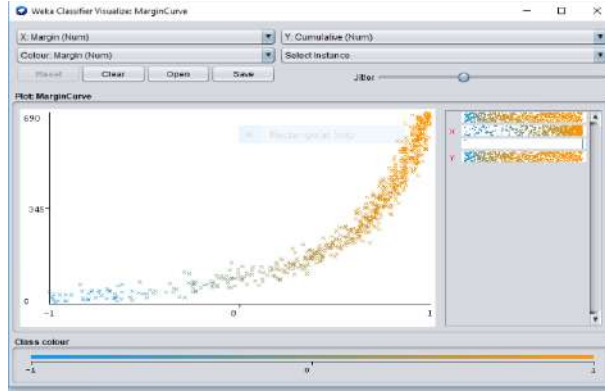 Weka Classifier Visualize: MarginCurve
X: Margin (Num)
Y: Cumulative (Num)
Colour: Margin (Num)
Select Instance
Reset
Clear
Open
Save
Jitter
Plot: MarginCurve
690
345
0
-1
0
1
X
Y
Class colour
-1
0
1